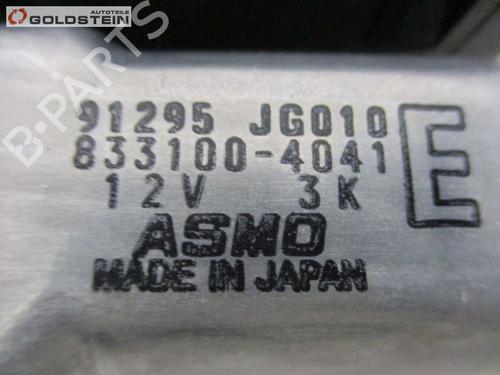 Autoteile
GOLDSTEIN
91295 JG010
833100-4041
12V 3K
E
ASMO
MADE IN JAPAN
B-PARTS